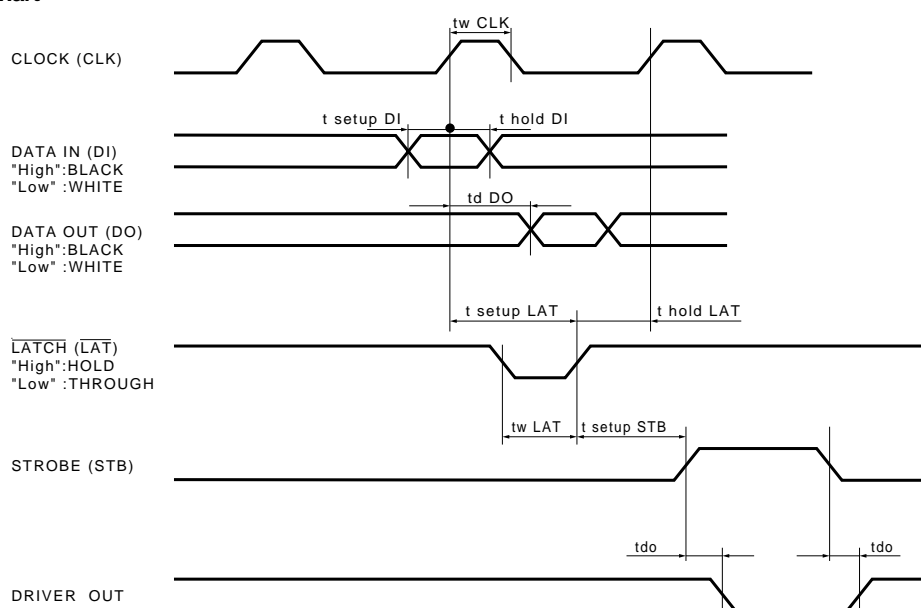 tw CLK
CLOCK (CLK)
t setup DI
t hold DI
DATA IN (DI)
"High":BLACK
"Low" :WHITE
td DO
DATA OUT (DO)
"High":BLACK
"Low" :WHITE
t setup LAT
t hold LAT
LATCH (LAT)
"High":HOLD
"Low" :THROUGH
tw LAT
t setup STB
STROBE (STB)
tdo
tdo
DRIVER OUT